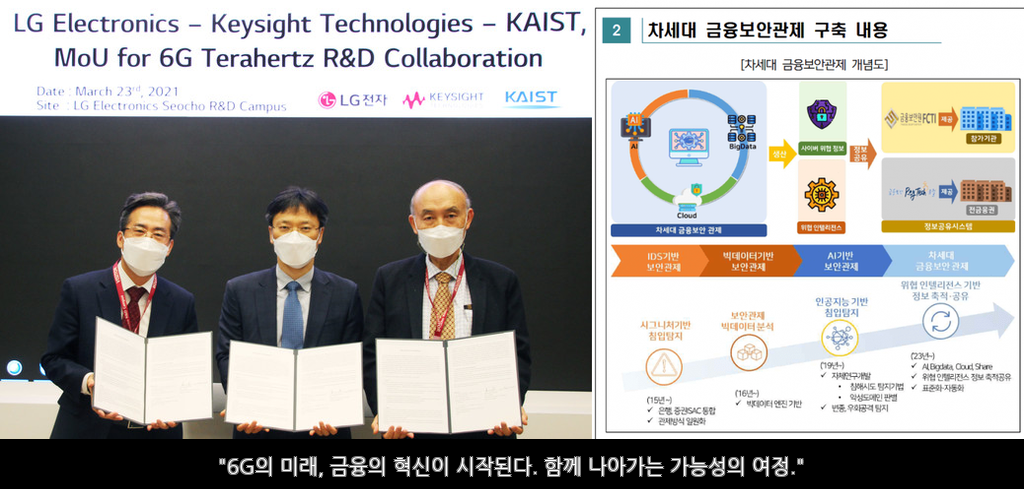 LG Electronics – Keysight Technologies – KAIST,
MoU for 6G Terahertz R&D Collaboration
Date : March 23rd, 2021
Site : LG Electronics Seocho R&D Campus
LG전자
KEYSIGHT
KAIST
2 차세대 금융보안관제 구축 내용
[차세대 금융보안관제 개념도]
AI
AI
BigData
Cloud
차세대 금융보안 관제
생산
사이버 위협 정보
위협 인텔리전스
정보
공유
금융보안원 FCTI
제공
참가기관
제공
전금융권
정보공유시스템
IDS기반
보안관제
빅데이터기반
보안관제
AI기반
보안관제
차세대
금융보안 관제
시그니처기반
침입탐지
보안관제
빅데이터 분석
인공지능 기반
침입탐지
위협 인텔리전스 기반
정보 축적·공유
('15년~)
✓ 은행, 증권ISAC 통합
✓ 관제방식 일원화
('16년~)
✓ 빅데이터 엔진 기반
('19년~)
✓ 자체연구개발
• 침해시도 탐지기법
• 악성도메인 판별
✓ 변종, 우회공격 탐지
('23년~)
✓ AI, Bigdata, Cloud, Share
✓ 위협 인텔리전스 정보 축적공유
✓ 표준화·자동화
"6G의 미래, 금융의 혁신이 시작된다. 함께 나아가는 가능성의 여정."